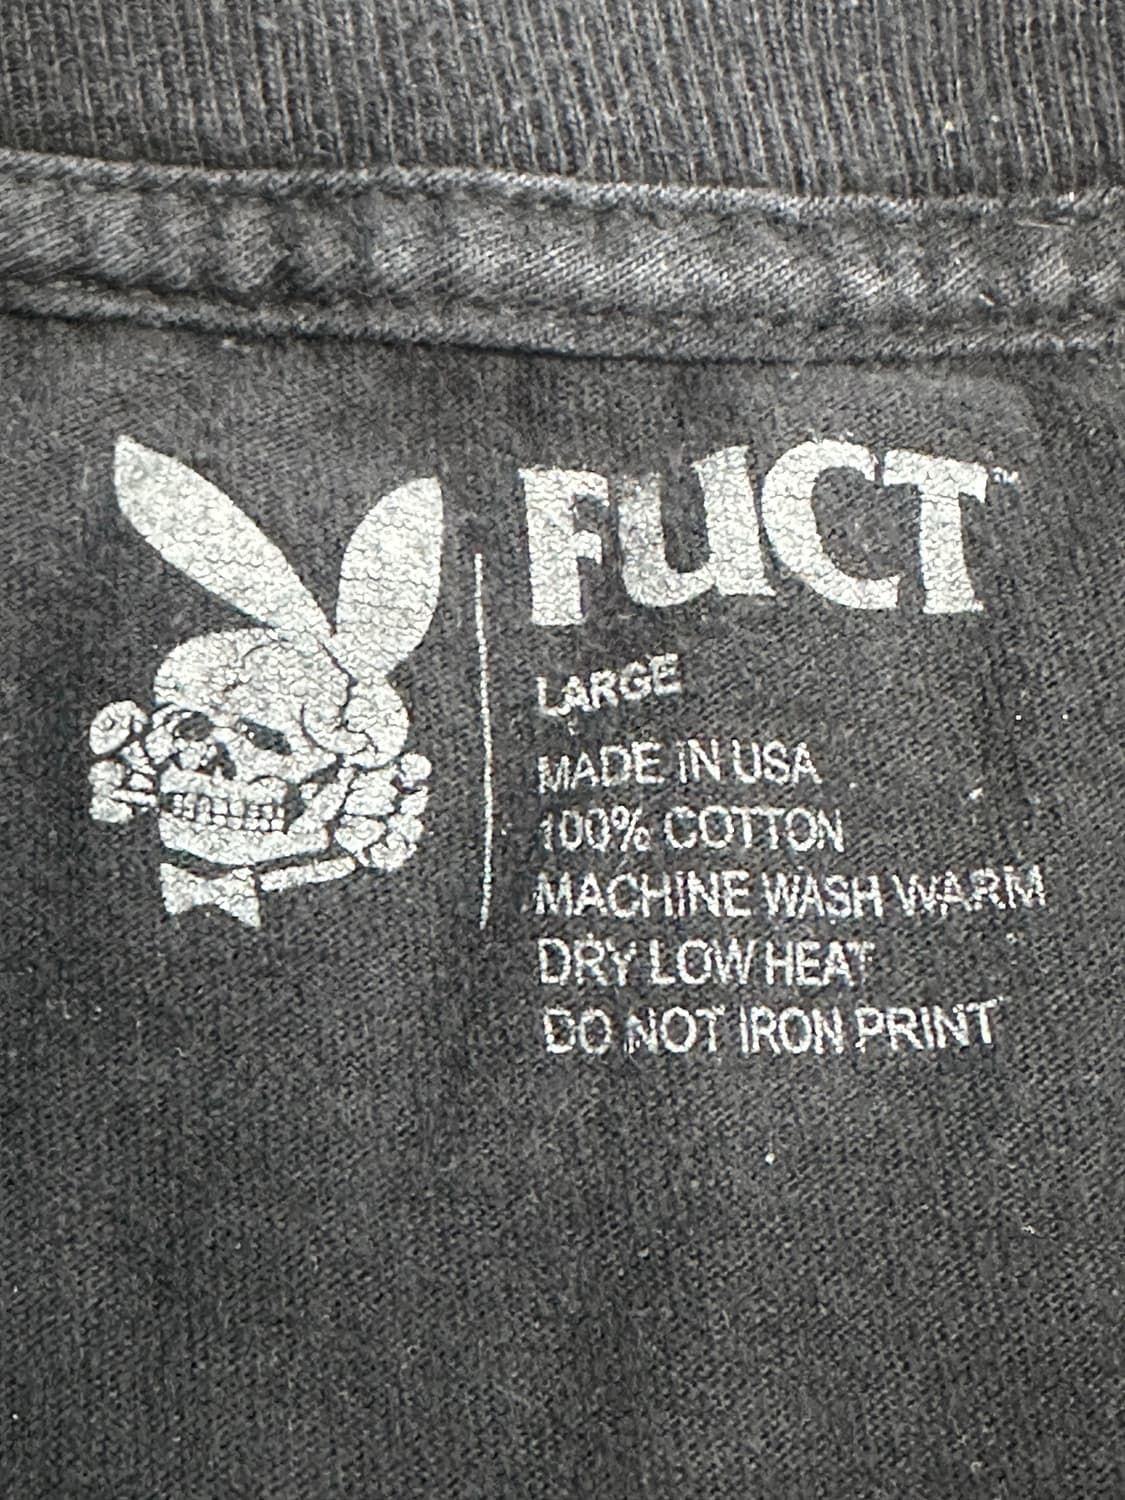 FUCT™
LARGE
MADE IN USA
100% COTTON
MACHINE WASH WARM
DRY LOW HEAT
DO NOT IRON PRINT